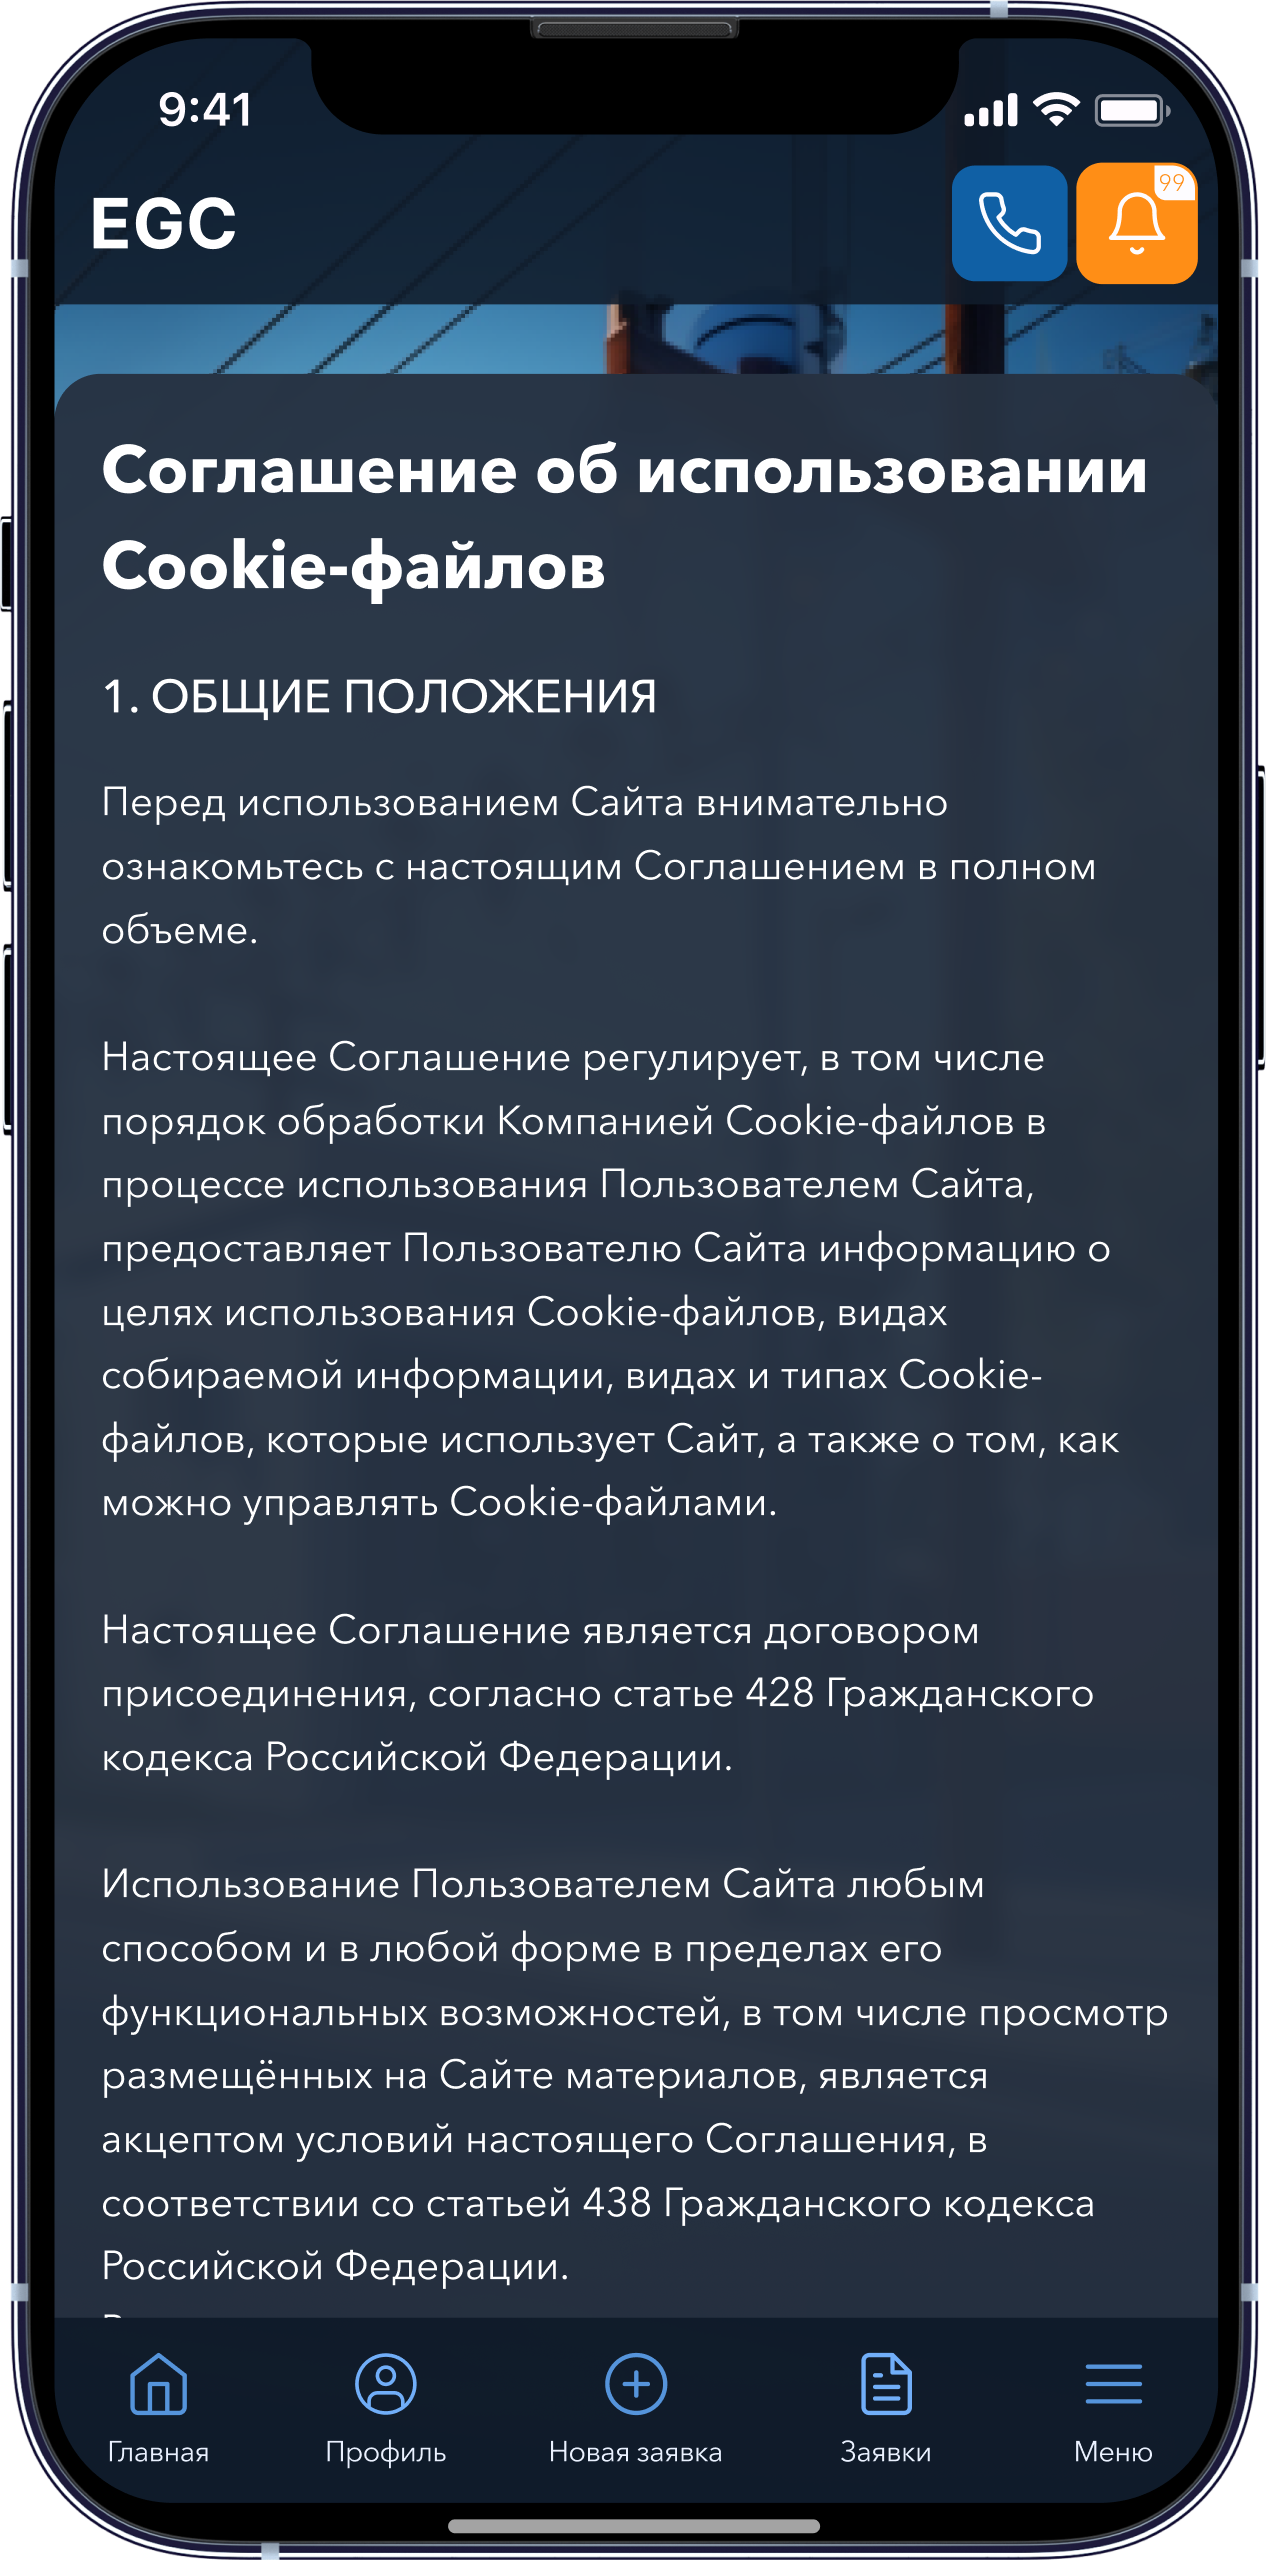 9:41
EGC
99
Соглашение об использовании
Cookie-файлов
1. ОБЩИЕ ПОЛОЖЕНИЯ
Перед использованием Сайта внимательно
ознакомьтесь с настоящим Соглашением в полном
объеме.
Настоящее Соглашение регулирует, в том числе
порядок обработки Компанией Cookie-файлов в
процессе использования Пользователем Сайта,
предоставляет Пользователю Сайта информацию о
целях использования Cookie-файлов, видах
собираемой информации, видах и типах Cookie-
файлов, которые использует Сайт, а также о том, как
можно управлять Cookie-файлами.
Настоящее Соглашение является договором
присоединения, согласно статье 428 Гражданского
кодекса Российской Федерации.
Использование Пользователем Сайта любым
способом и в любой форме в пределах его
функциональных возможностей, в том числе просмотр
размещённых на Сайте материалов, является
акцептом условий настоящего Соглашения, в
соответствии со статьей 438 Гражданского кодекса
Российской Федерации.
Главная
Профиль
Новая заявка
Заявки
Меню